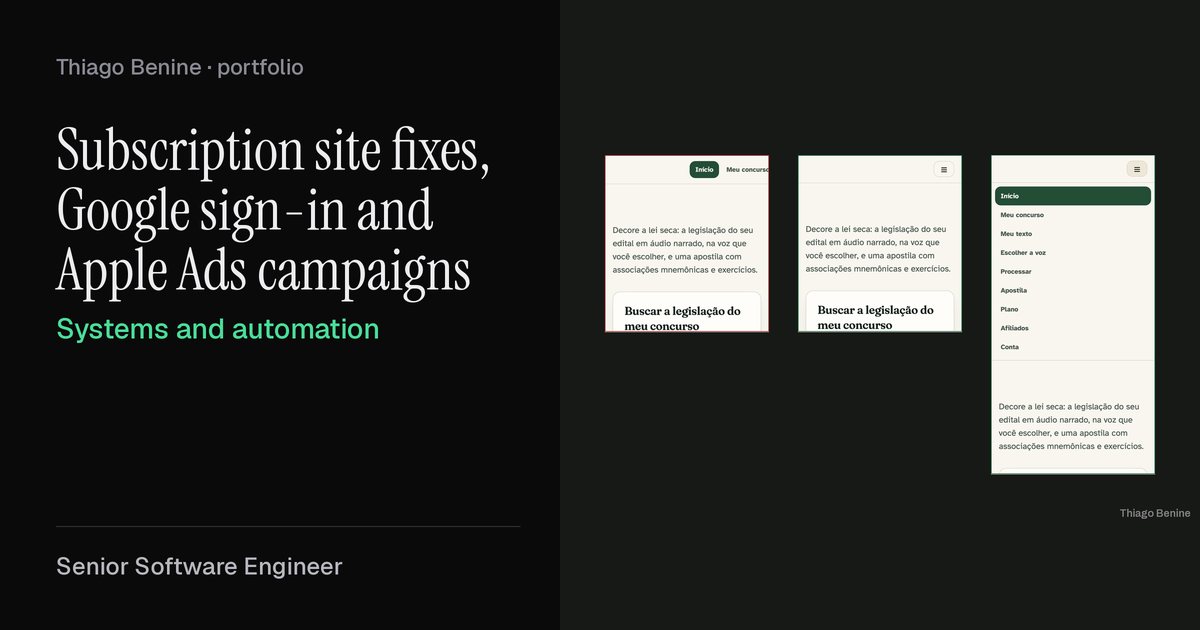 Thiago Benine · portfolio
Subscription site fixes,
Google sign-in and
Apple Ads campaigns
Systems and automation
Senior Software Engineer
Início
Meu concurso
Decore a lei seca: a legislação do seu
edital em áudio narrado, na voz que
você escolher, e uma apostila com
associações mnemônicas e exercícios.
Buscar a legislação do
meu concurso
Decore a lei seca: a legislação do seu
edital em áudio narrado, na voz que
você escolher, e uma apostila com
associações mnemônicas e exercícios.
Buscar a legislação do
meu concurso
Início
Meu concurso
Meu texto
Escolher a voz
Processar
Apostila
Plano
Afiliados
Conta
Decore a lei seca: a legislação do seu
edital em áudio narrado, na voz que
você escolher, e uma apostila com
associações mnemônicas e exercícios.
Thiago Benine